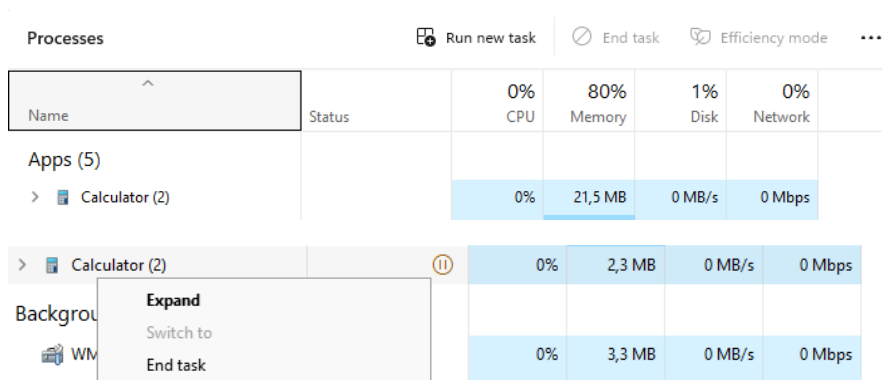 Processes Run new task End task Efficiency mode ...
0% 80% 1% 0%
Name Status CPU Memory Disk Network
Apps (5)
Calculator (2) 0% 21,5 MB 0 MB/s 0 Mbps
Calculator (2) 0% 2,3 MB 0 MB/s 0 Mbps
Expand
Backgrou
Switch to
WM 0% 3,3 MB 0 MB/s 0 Mbps
End task